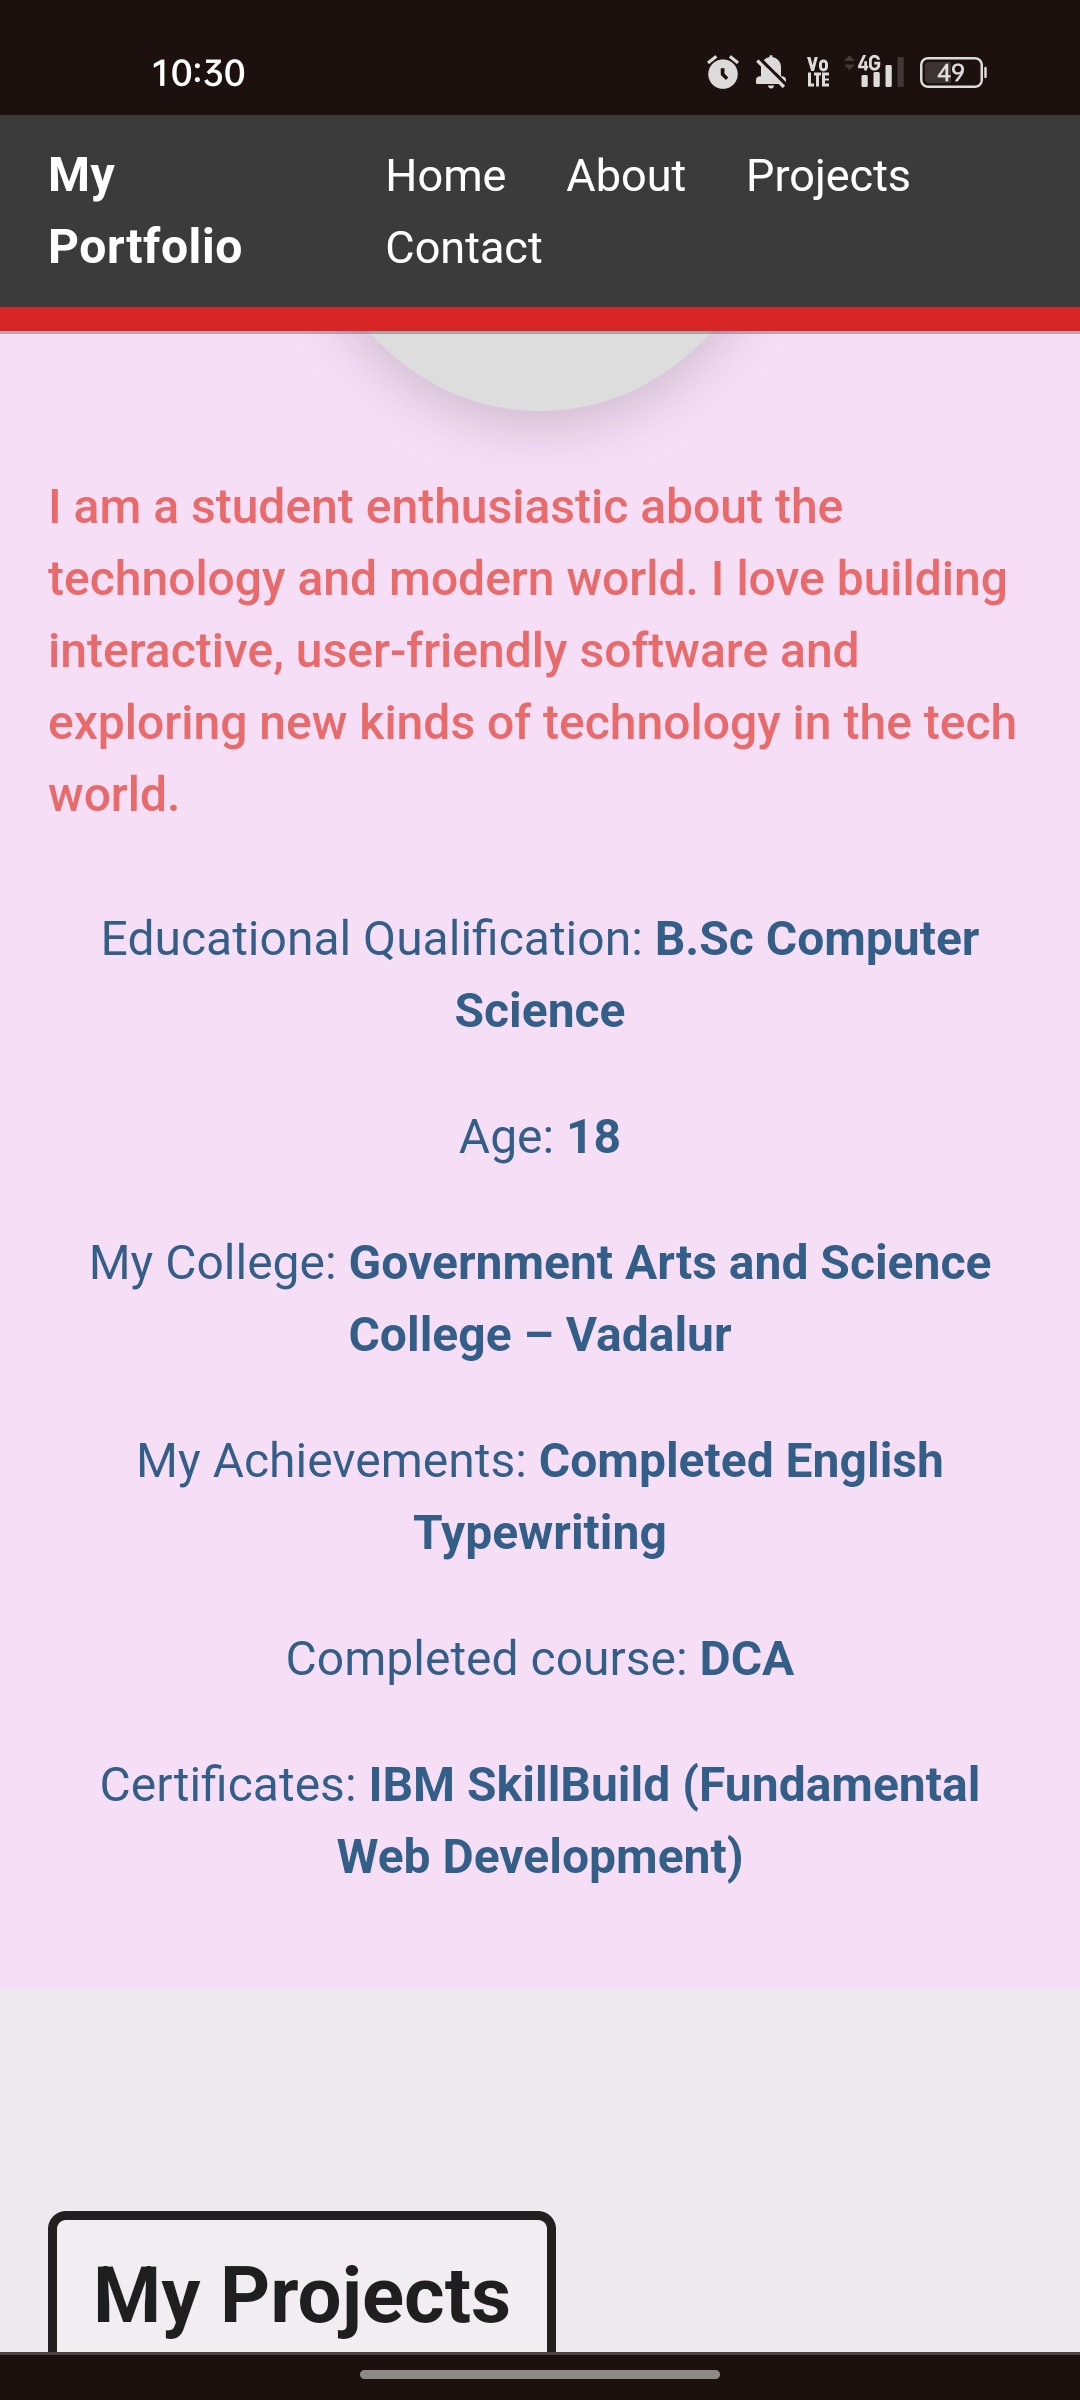 10:30
Vo LTE 4G 49
My Portfolio
Home About Projects
Contact
I am a student enthusiastic about the
technology and modern world. I love building
interactive, user-friendly software and
exploring new kinds of technology in the tech
world.
Educational Qualification: B.Sc Computer
Science
Age: 18
My College: Government Arts and Science
College – Vadalur
My Achievements: Completed English
Typewriting
Completed course: DCA
Certificates: IBM SkillBuild (Fundamental
Web Development)
My Projects